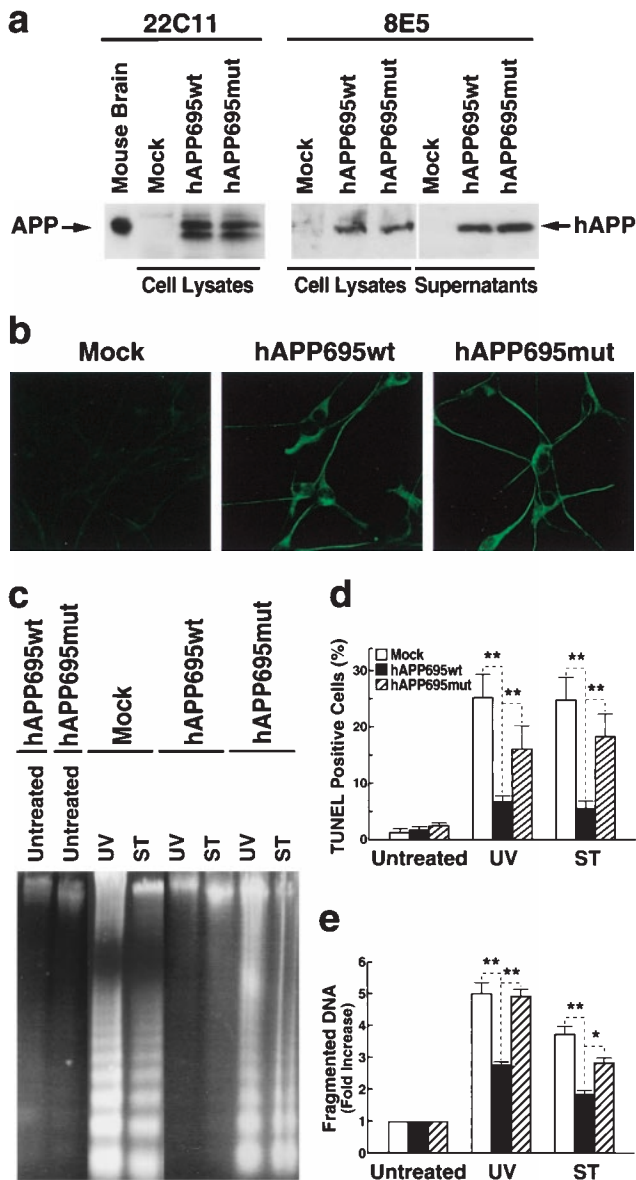 a
22C11
8E5
Mouse Brain
Mock
hAPP695wt
hAPP695mut
Mock
hAPP695wt
hAPP695mut
Mock
hAPP695wt
hAPP695mut
APP
hAPP
Cell Lysates
Cell Lysates
Supernatants
b
Mock
hAPP695wt
hAPP695mut
c
hAPP695wt
hAPP695mut
Mock
hAPP695wt
hAPP695mut
Untreated
Untreated
UV
ST
UV
ST
UV
ST
d
TUNEL Positive Cells (%)
30
20
10
0
Mock
hAPP695wt
hAPP695mut
**
**
**
**
Untreated
UV
ST
e
Fragmented DNA
(Fold Increase)
6
5
4
3
2
1
0
**
**
**
*
Untreated
UV
ST